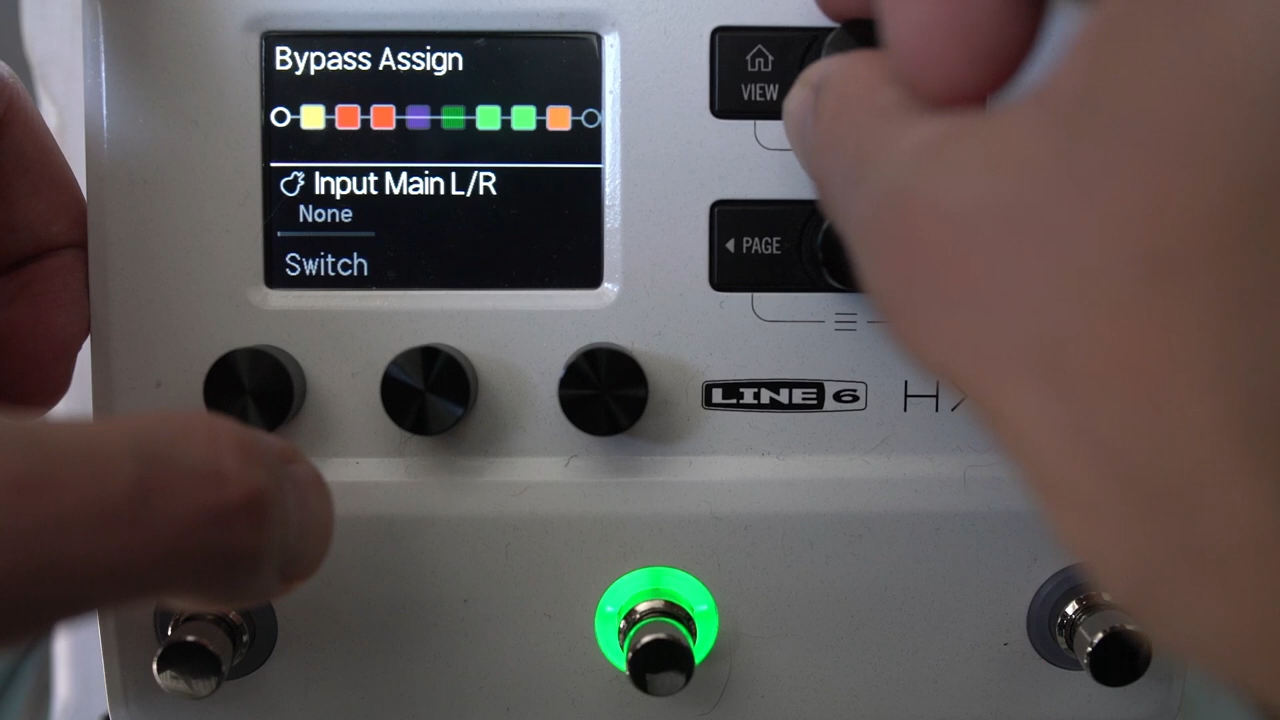 Bypass Assign
Input Main L/R
None
Switch
VIEW
PAGE
LINE 6